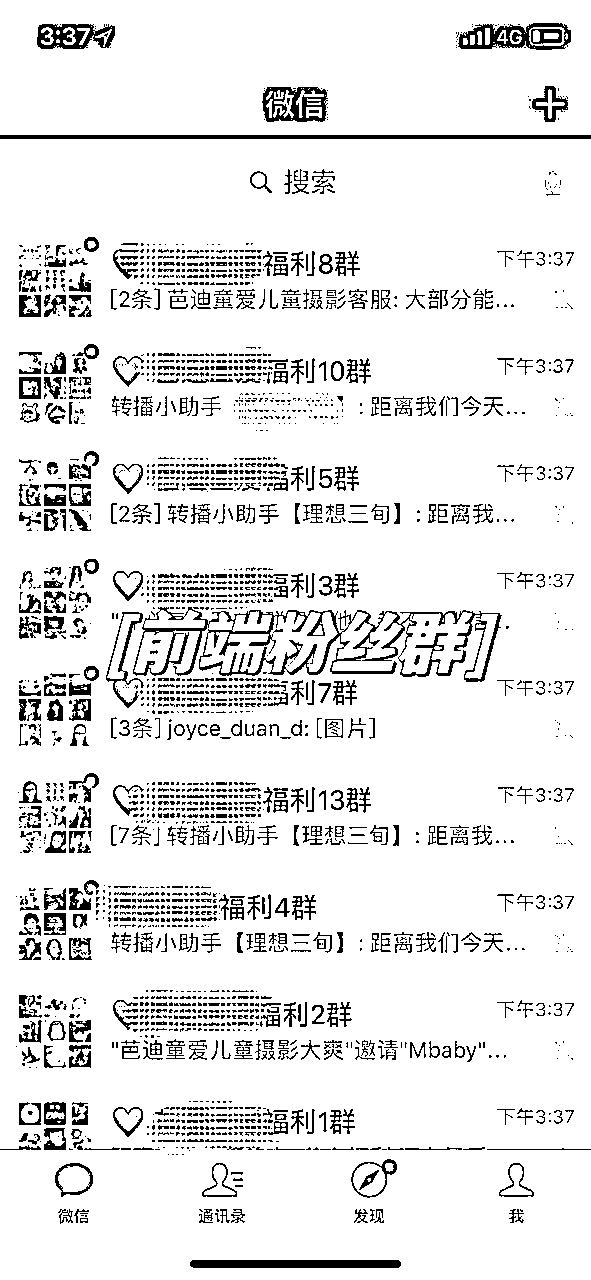 3:37 4G
微信
搜索
福利8群 下午3:37
[2条] 芭迪童爱儿童摄影客服: 大部分能...
福利10群 下午3:37
转播小助手 : 距离我们今天...
福利5群 下午3:37
[2条] 转播小助手【理想三旬】: 距离我...
福利3群 下午3:37
[前端粉丝群]
福利7群 下午3:37
[3条] joyce_duan_d: [图片]
福利13群 下午3:37
[7条] 转播小助手【理想三旬】: 距离我...
福利4群 下午3:37
转播小助手【理想三旬】: 距离我们今天...
福利2群 下午3:37
"芭迪童爱儿童摄影大爽"邀请"Mbaby"...
福利1群 下午3:37
微信 通讯录 发现 我